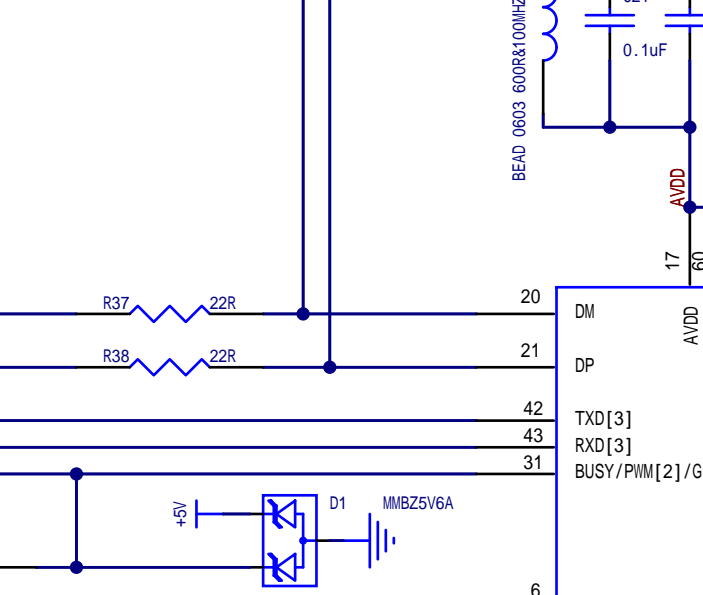 0.1uF
BEAD 0603 600R&100MHZ
AVDD
17
60
R37
22R
20
DM
AVDD
R38
22R
21
DP
42
TXD[3]
43
RXD[3]
31
BUSY/PWM[2]/G
+5V
D1
MMBZ5V6A
6